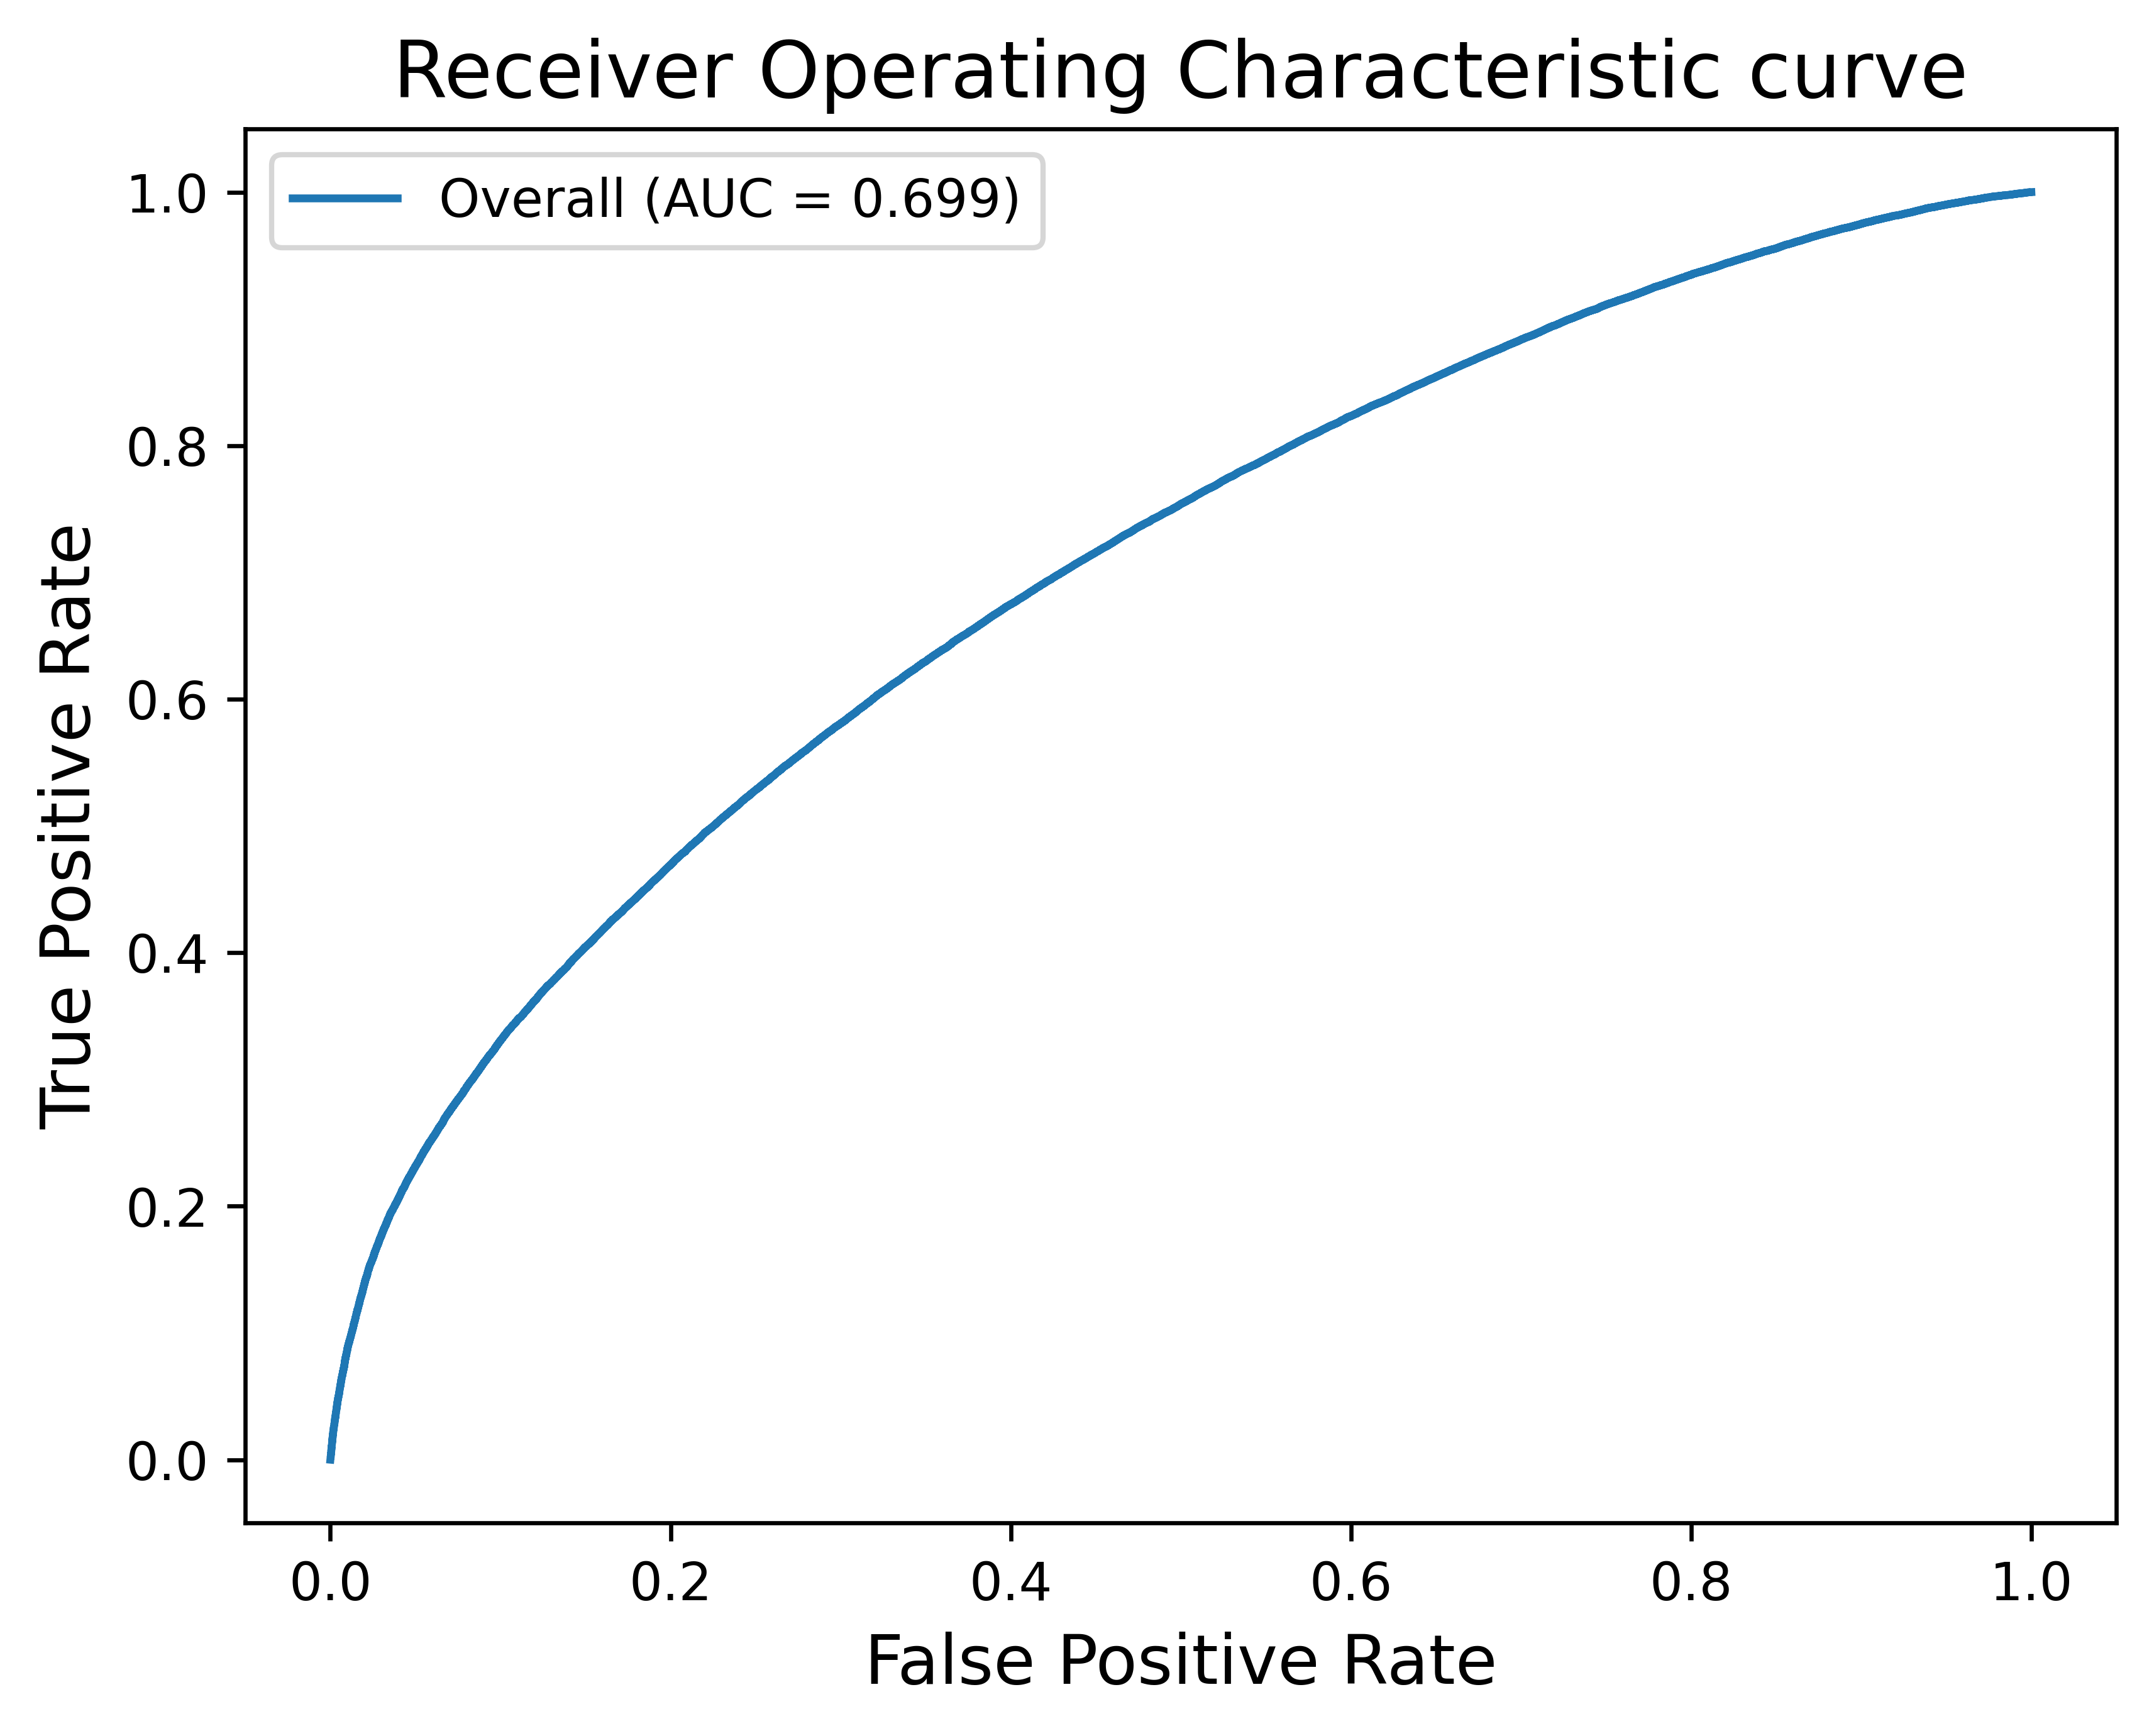 Receiver Operating Characteristic curve
Overall (AUC = 0.699)
1.0
0.8
0.6
0.4
0.2
0.0
True Positive Rate
0.0 0.2 0.4 0.6 0.8 1.0
False Positive Rate